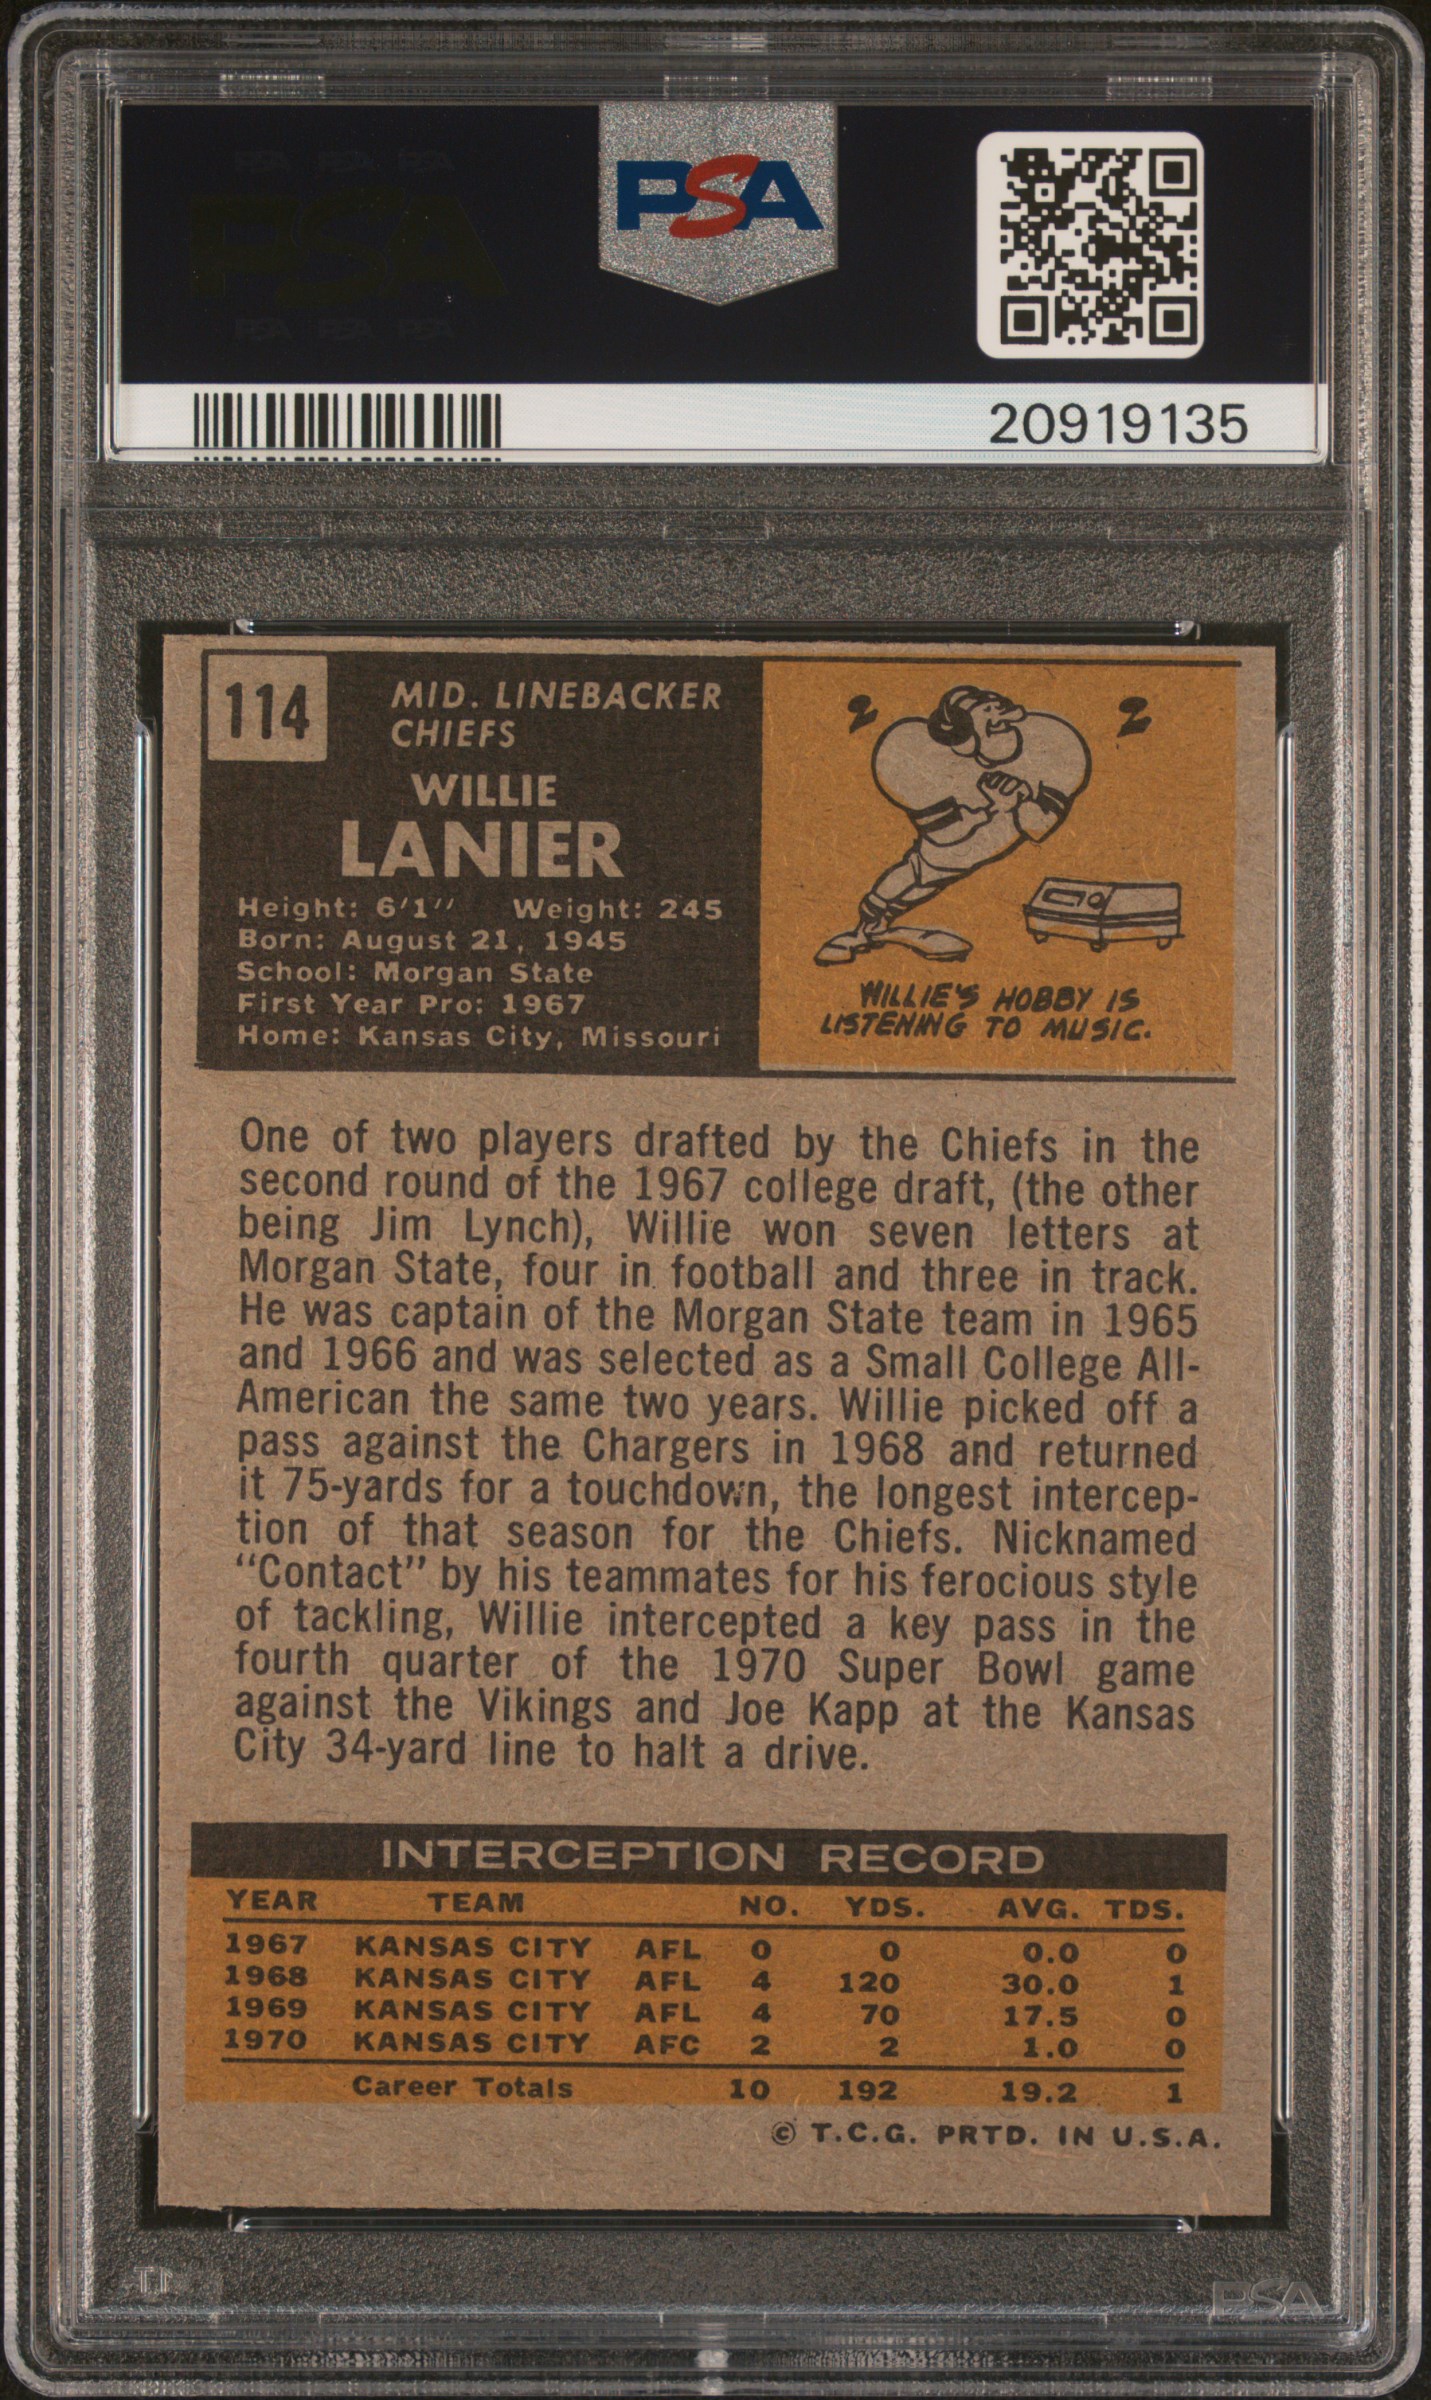 PSA PSA PSA
PSA
PSA PSA PSA
PSA
20919135
114
MID. LINEBACKER
CHIEFS
WILLIE
LANIER
Height: 6'1" Weight: 245
Born: August 21, 1945
School: Morgan State
First Year Pro: 1967
Home: Kansas City, Missouri
WILLIE'S HOBBY IS
LISTENING TO MUSIC.
One of two players drafted by the Chiefs in the
second round of the 1967 college draft, (the other
being Jim Lynch), Willie won seven letters at
Morgan State, four in football and three in track.
He was captain of the Morgan State team in 1965
and 1966 and was selected as a Small College All-
American the same two years. Willie picked off a
pass against the Chargers in 1968 and returned
it 75-yards for a touchdown, the longest intercep-
tion of that season for the Chiefs. Nicknamed
"Contact" by his teammates for his ferocious style
of tackling, Willie intercepted a key pass in the
fourth quarter of the 1970 Super Bowl game
against the Vikings and Joe Kapp at the Kansas
City 34-yard line to halt a drive.
INTERCEPTION RECORD
YEAR TEAM NO. YDS. AVG. TDS.
1967 KANSAS CITY AFL 0 0 0.0 0
1968 KANSAS CITY AFL 4 120 30.0 1
1969 KANSAS CITY AFL 4 70 17.5 0
1970 KANSAS CITY AFC 2 2 1.0 0
Career Totals 10 192 19.2 1
© T.C.G. PRTD. IN U.S.A.
PSA